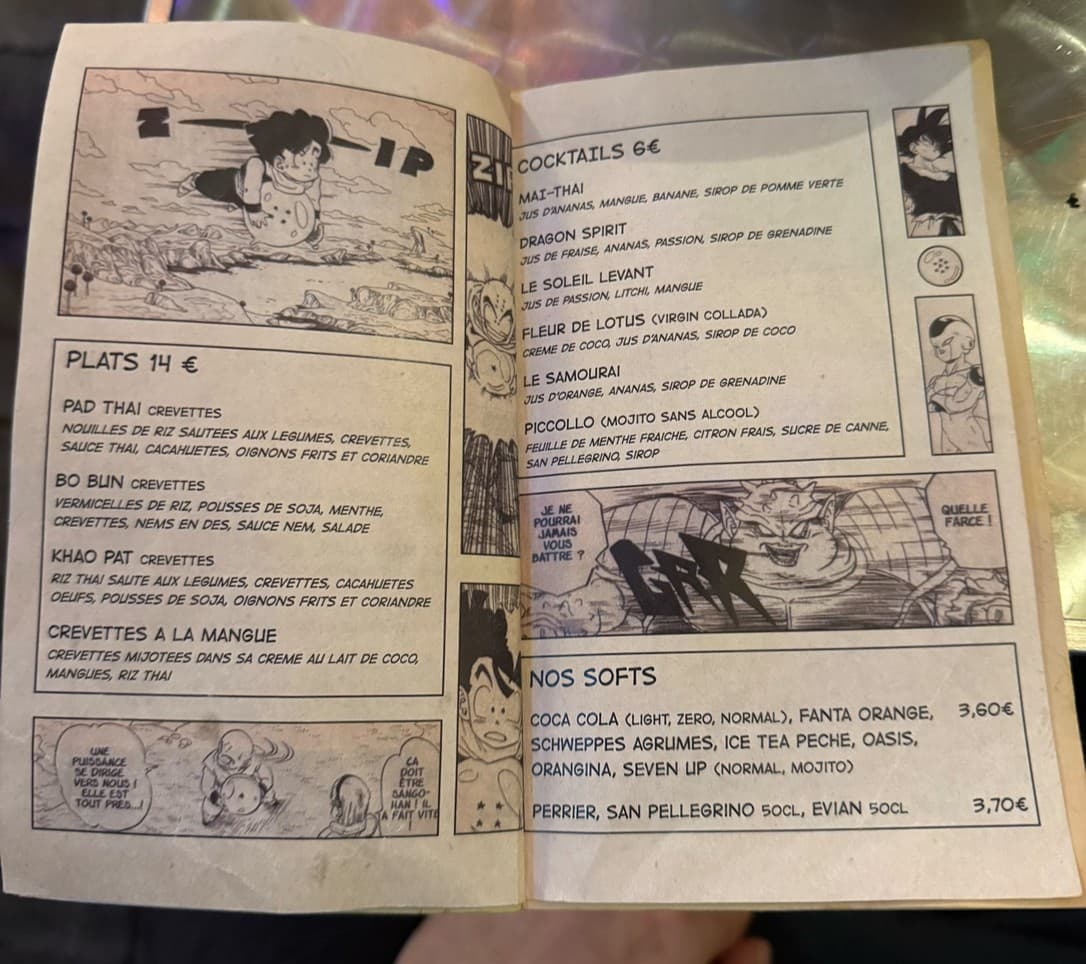 Z IP
PLATS 14 €
PAD THAI CREVETTES
NOUILLES DE RIZ SAUTEES AUX LEGUMES, CREVETTES,
SAUCE THAI, CACAHUETES, OIGNONS FRITS ET CORIANDRE
BO BUN CREVETTES
VERMICELLES DE RIZ, POUSSES DE SOJA, MENTHE,
CREVETTES, NEMS EN DES, SAUCE NEM, SALADE
KHAO PAT CREVETTES
RIZ THAI SAUTE AUX LEGUMES, CREVETTES, CACAHUETES
OEUFS, POUSSES DE SOJA, OIGNONS FRITS ET CORIANDRE
CREVETTES A LA MANGUE
CREVETTES MIJOTEES DANS SA CREME AU LAIT DE COCO,
MANGUES, RIZ THAI
UNE
PUISSANCE
SE DIRIGE
VERS NOUS !
ELLE EST
TOUT PRES...!
ÇA
DOIT
ÊTRE
SANGO-
HAN ! IL
A FAIT VITE
!
ZI
COCKTAILS 6€
MAI-THAI
JUS D'ANANAS, MANGUE, BANANE, SIROP DE POMME VERTE
DRAGON SPIRIT
JUS DE FRAISE, ANANAS, PASSION, SIROP DE GRENADINE
LE SOLEIL LEVANT
JUS DE PASSION, LITCHI, MANGUE
FLEUR DE LOTUS (VIRGIN COLLADA)
CREME DE COCO, JUS D'ANANAS, SIROP DE COCO
LE SAMOURAI
JUS D'ORANGE, ANANAS, SIROP DE GRENADINE
PICCOLLO (MOJITO SANS ALCOOL)
FEUILLE DE MENTHE FRAICHE, CITRON FRAIS, SUCRE DE CANNE,
SAN PELLEGRINO, SIROP
JE NE
POURRAI
JAMAIS
VOUS
BATTRE ?
GRR
QUELLE
FARCE !
NOS SOFTS
COCA COLA (LIGHT, ZERO, NORMAL), FANTA ORANGE, 3,60€
SCHWEPPES AGRUMES, ICE TEA PECHE, OASIS,
ORANGINA, SEVEN UP (NORMAL, MOJITO)
PERRIER, SAN PELLEGRINO 50CL, EVIAN 50CL 3,70€